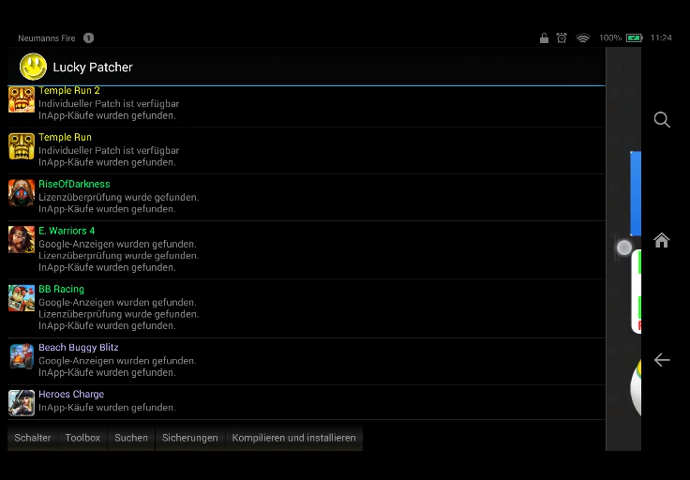 Neumanns Fire 1 100% 11:24
Lucky Patcher
Temple Run 2
Individueller Patch ist verfügbar
InApp-Käufe wurden gefunden.
Temple Run
Individueller Patch ist verfügbar
InApp-Käufe wurden gefunden.
RiseOfDarkness
Lizenzüberprüfung wurde gefunden.
InApp-Käufe wurden gefunden.
E. Warriors 4
Google-Anzeigen wurden gefunden.
Lizenzüberprüfung wurde gefunden.
InApp-Käufe wurden gefunden.
BB Racing
Google-Anzeigen wurden gefunden.
Lizenzüberprüfung wurde gefunden.
InApp-Käufe wurden gefunden.
Beach Buggy Blitz
Google-Anzeigen wurden gefunden.
InApp-Käufe wurden gefunden.
Heroes Charge
InApp-Käufe wurden gefunden.
Schalter Toolbox Suchen Sicherungen Kompilieren und installieren